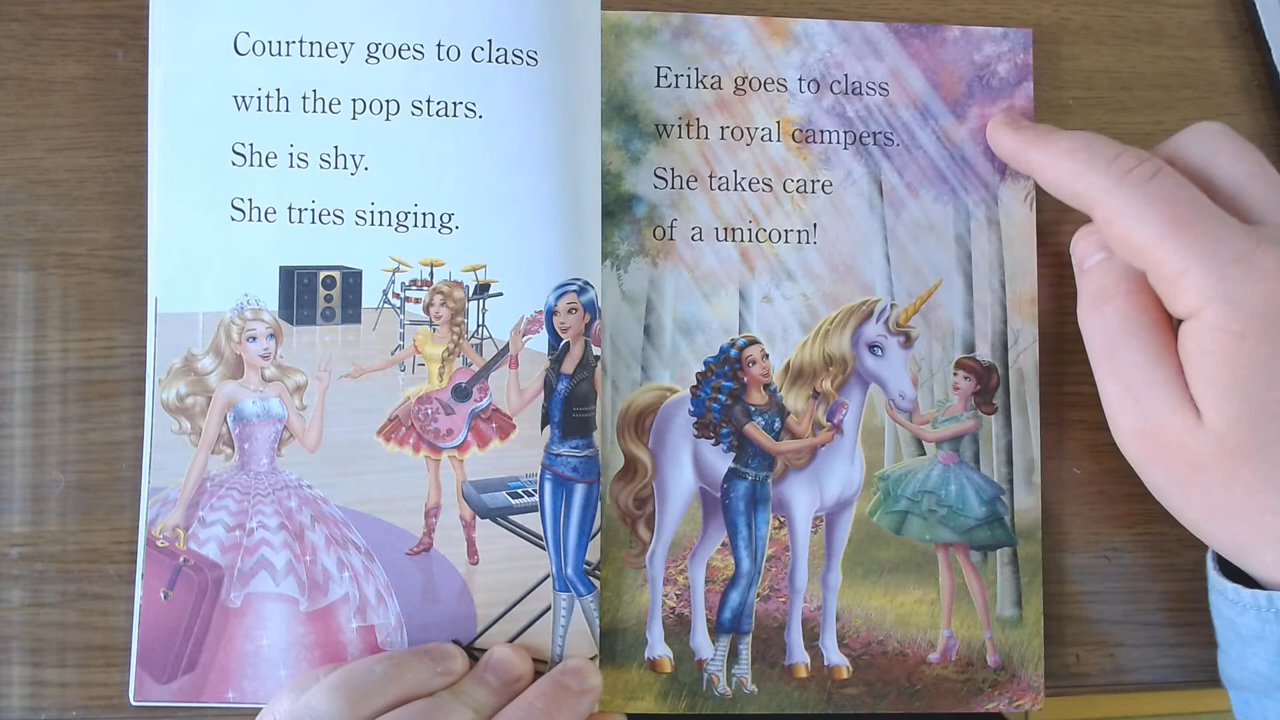 Courtney goes to class
with the pop stars.
She is shy.
She tries singing.
Erika goes to class
with royal campers.
She takes care
of a unicorn!